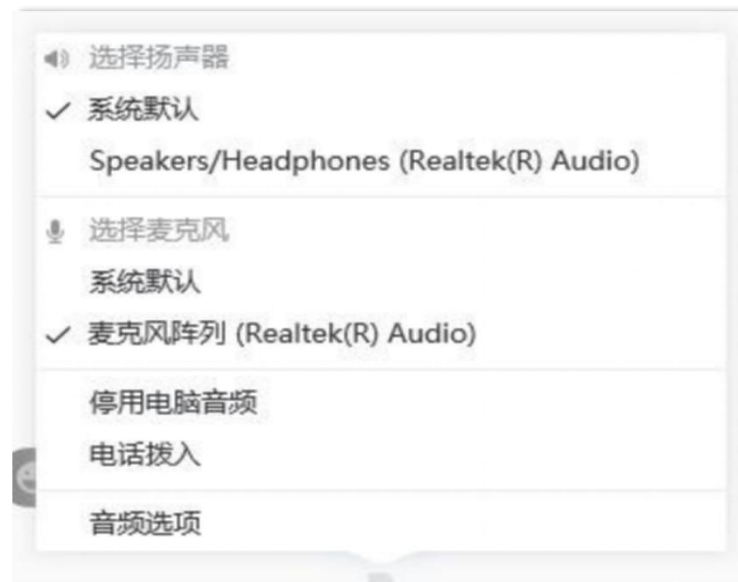 选择扬声器
系统默认
Speakers/Headphones (Realtek(R) Audio)
选择麦克风
系统默认
麦克风阵列 (Realtek(R) Audio)
停用电脑音频
电话拨入
音频选项